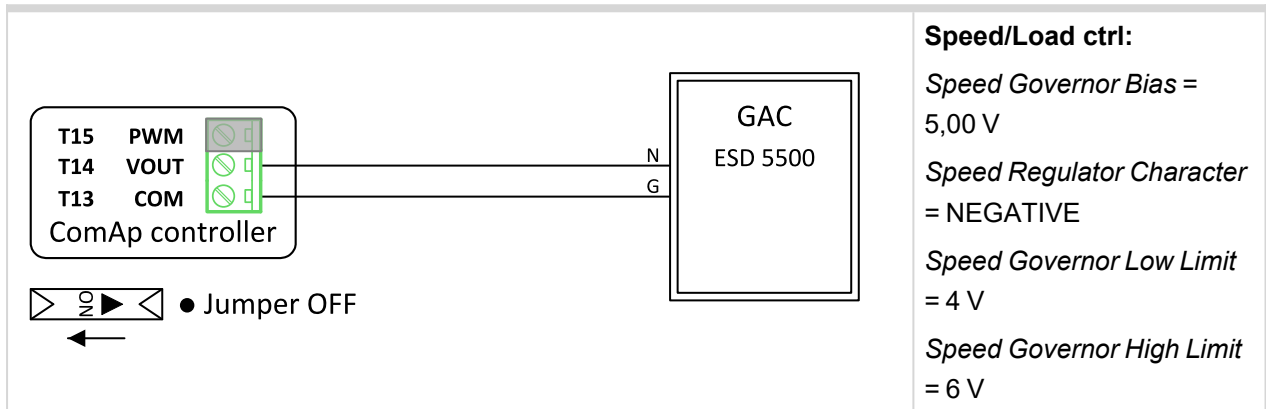 T15 PWM
T14 VOUT
T13 COM
ComAp controller
N
G
GAC
ESD 5500
ON
● Jumper OFF
Speed/Load ctrl:
Speed Governor Bias =
5,00 V
Speed Regulator Character
= NEGATIVE
Speed Governor Low Limit
= 4 V
Speed Governor High Limit
= 6 V